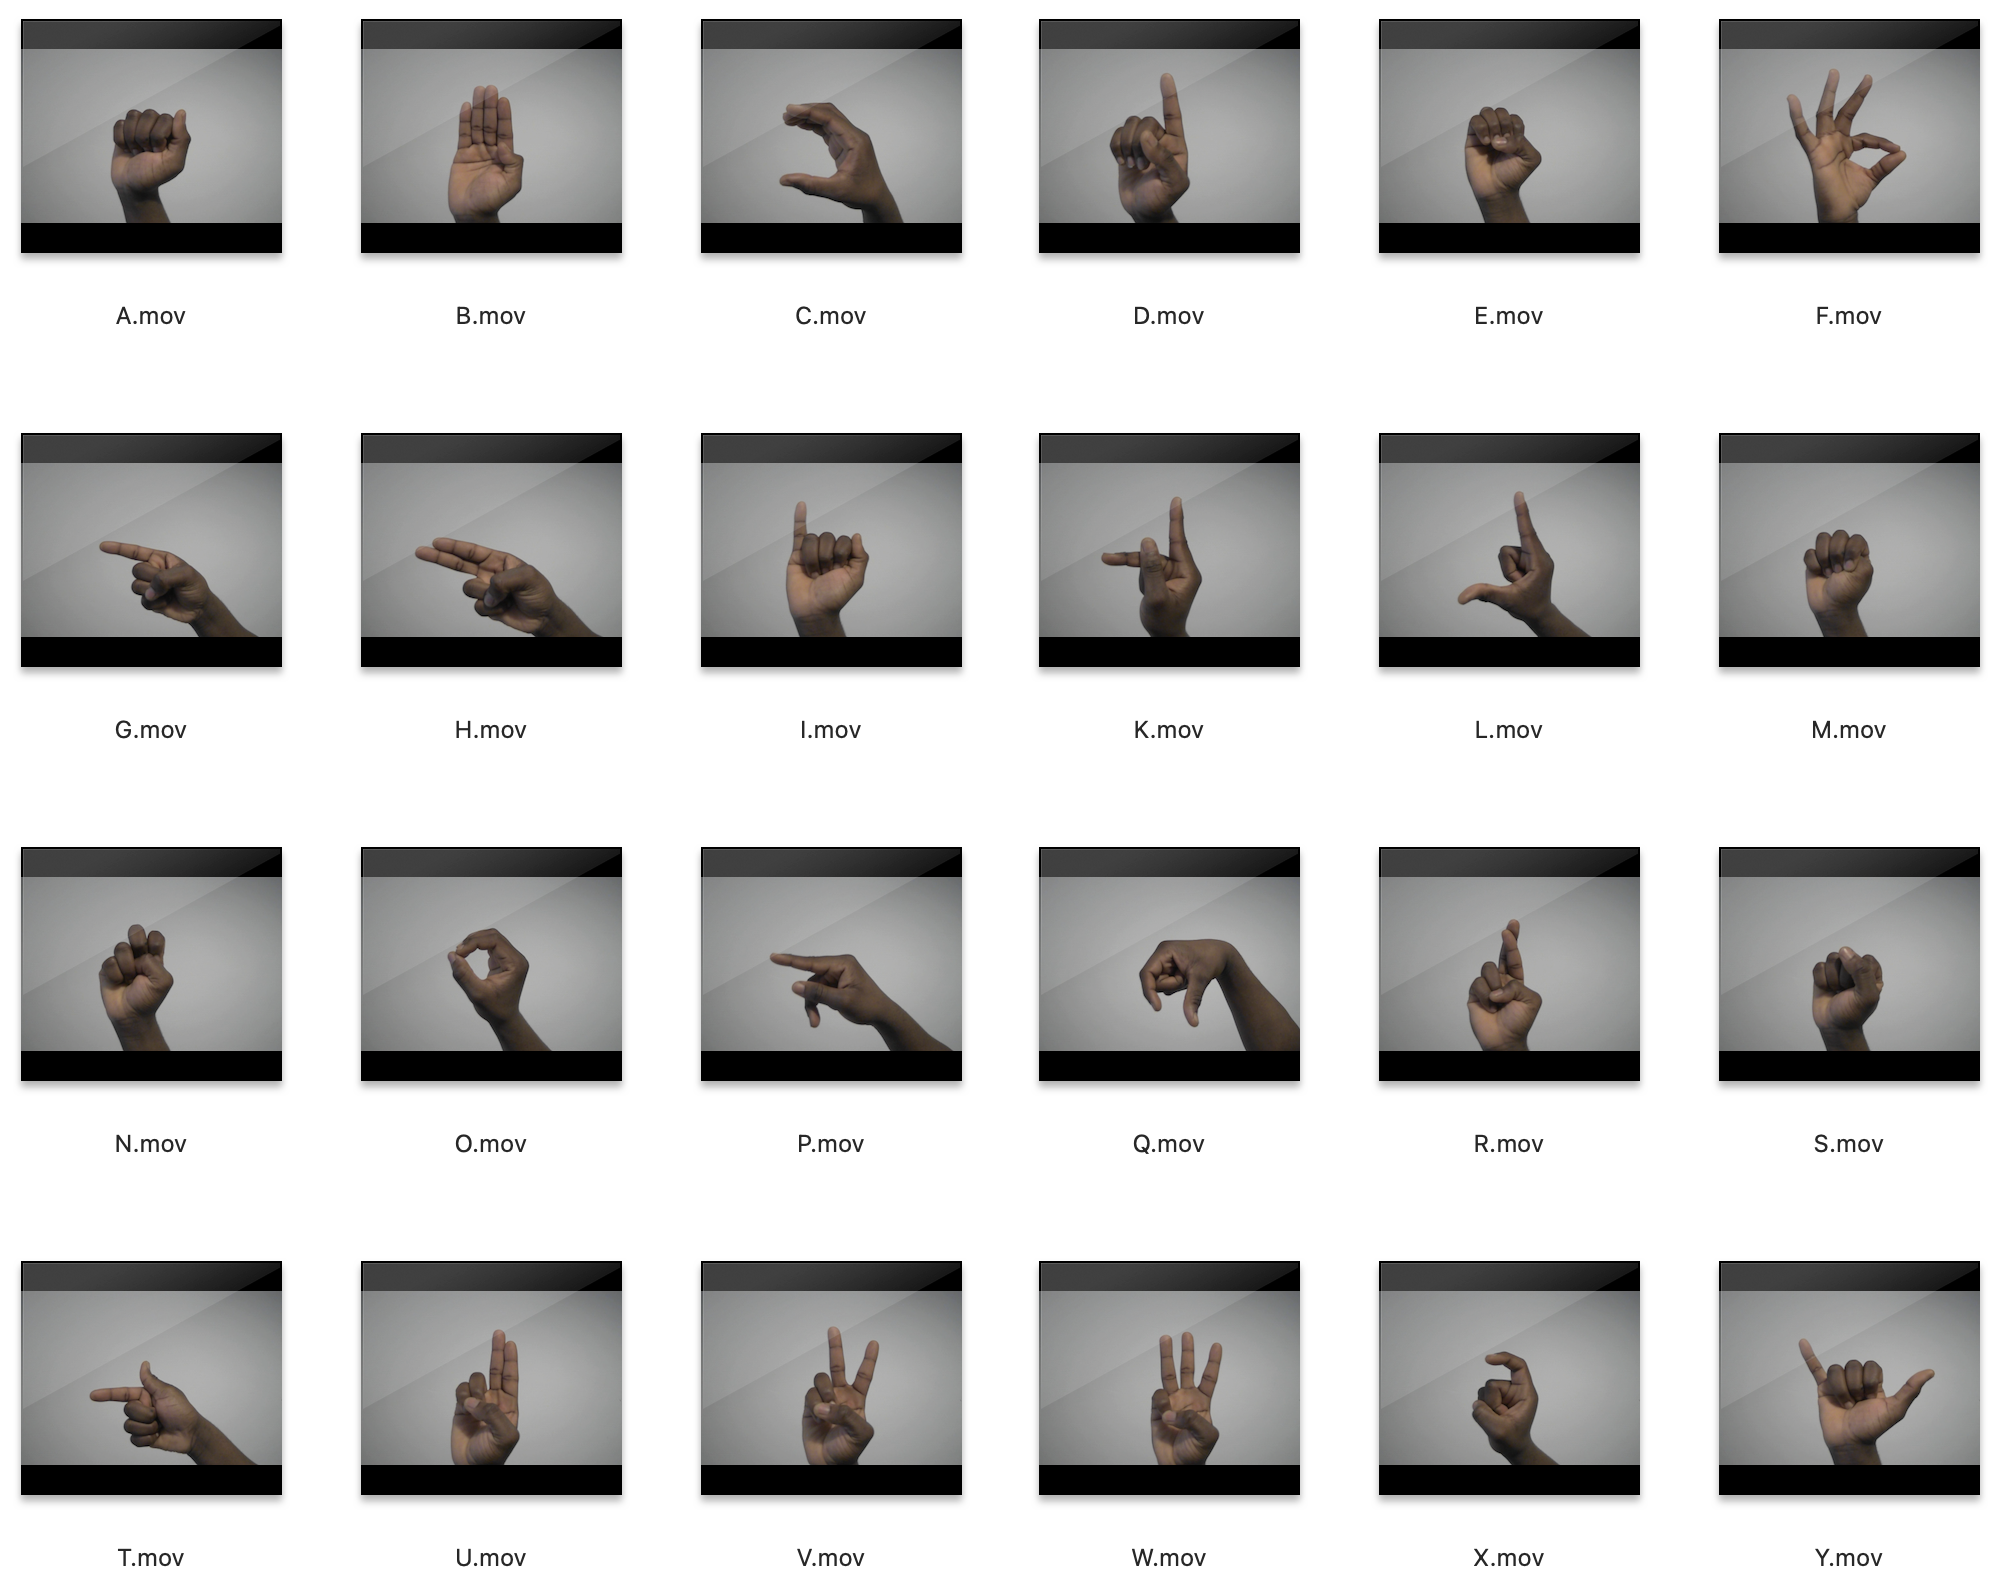 A.mov B.mov C.mov D.mov E.mov F.mov
G.mov H.mov I.mov K.mov L.mov M.mov
N.mov O.mov P.mov Q.mov R.mov S.mov
T.mov U.mov V.mov W.mov X.mov Y.mov